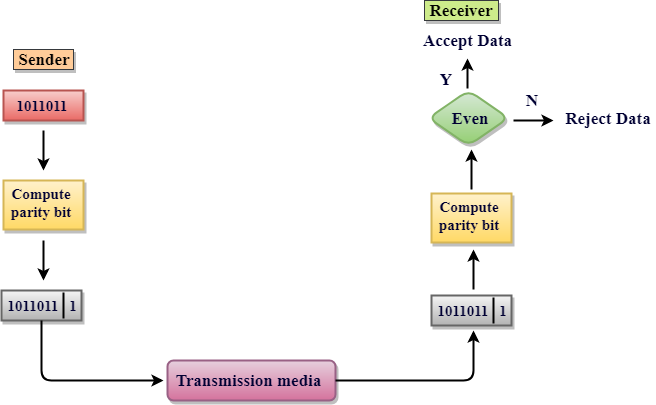 Sender
1011011
Compute
parity bit
1011011 | 1
Transmission media
1011011 | 1
Compute
parity bit
Even
Y
Accept Data
N
Reject Data
Receiver